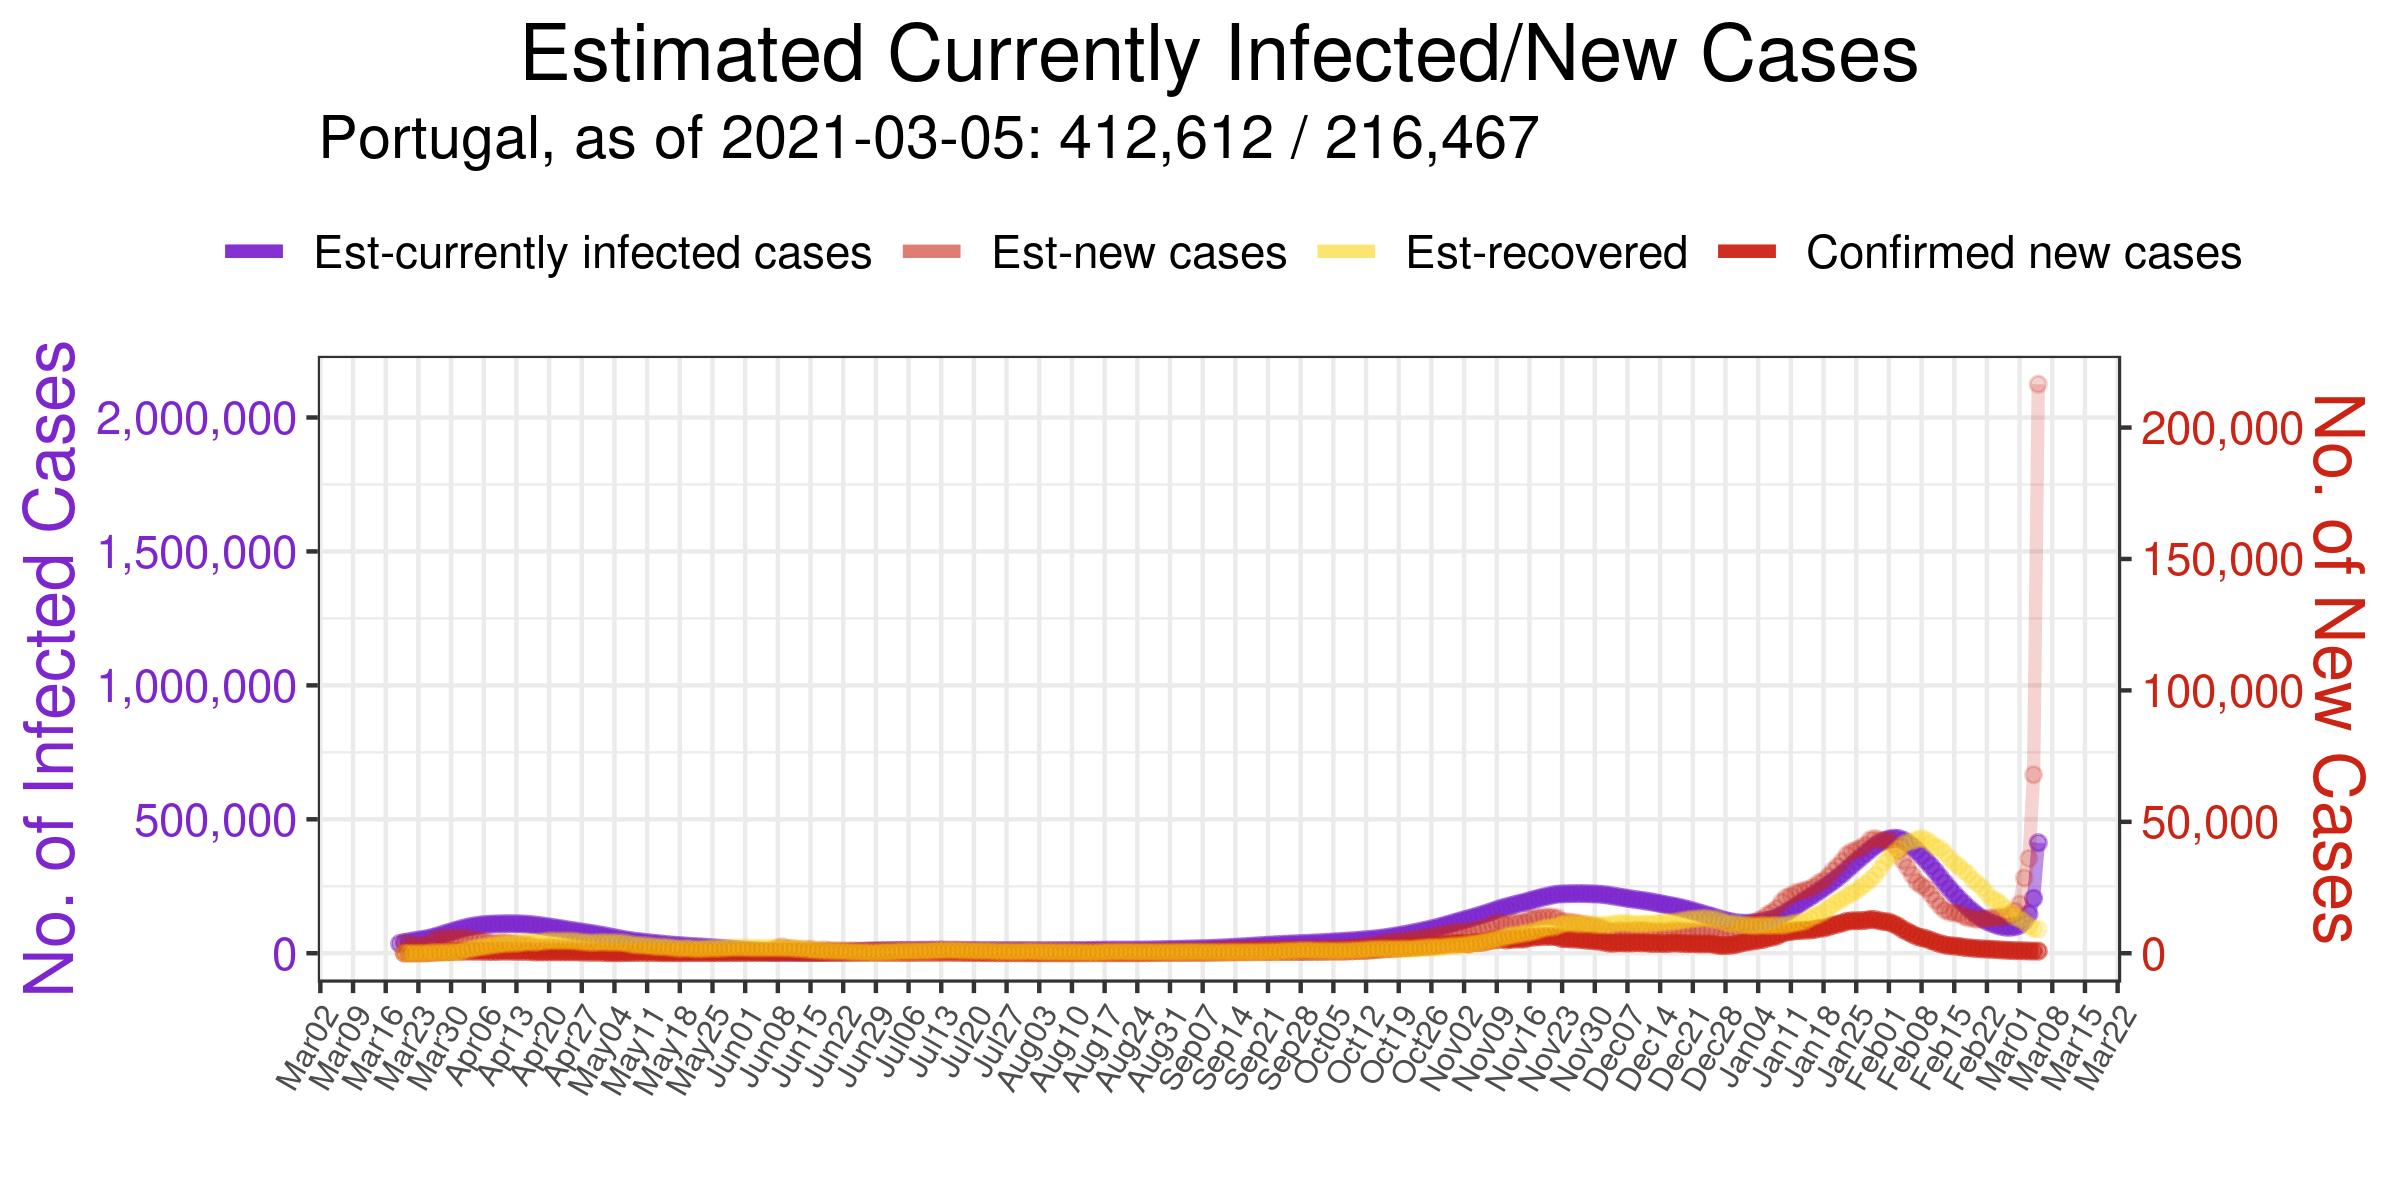 Estimated Currently Infected/New Cases
Portugal, as of 2021-03-05: 412,612 / 216,467
Est-currently infected cases Est-new cases Est-recovered Confirmed new cases
No. of Infected Cases
2,000,000
1,500,000
1,000,000
500,000
0
200,000
150,000
100,000
50,000
0
No. of New Cases
Mar02 Mar09 Mar16 Mar23 Mar30 Apr06 Apr13 Apr20 Apr27 May04 May11 May18 May25 Jun01 Jun08 Jun15 Jun22 Jun29 Jul06 Jul13 Jul20 Jul27 Aug03 Aug10 Aug17 Aug24 Aug31 Sep07 Sep14 Sep21 Sep28 Oct05 Oct12 Oct19 Oct26 Nov02 Nov09 Nov16 Nov23 Nov30 Dec07 Dec14 Dec21 Dec28 Jan04 Jan11 Jan18 Jan25 Feb01 Feb08 Feb15 Feb22 Mar01 Mar08 Mar15 Mar22